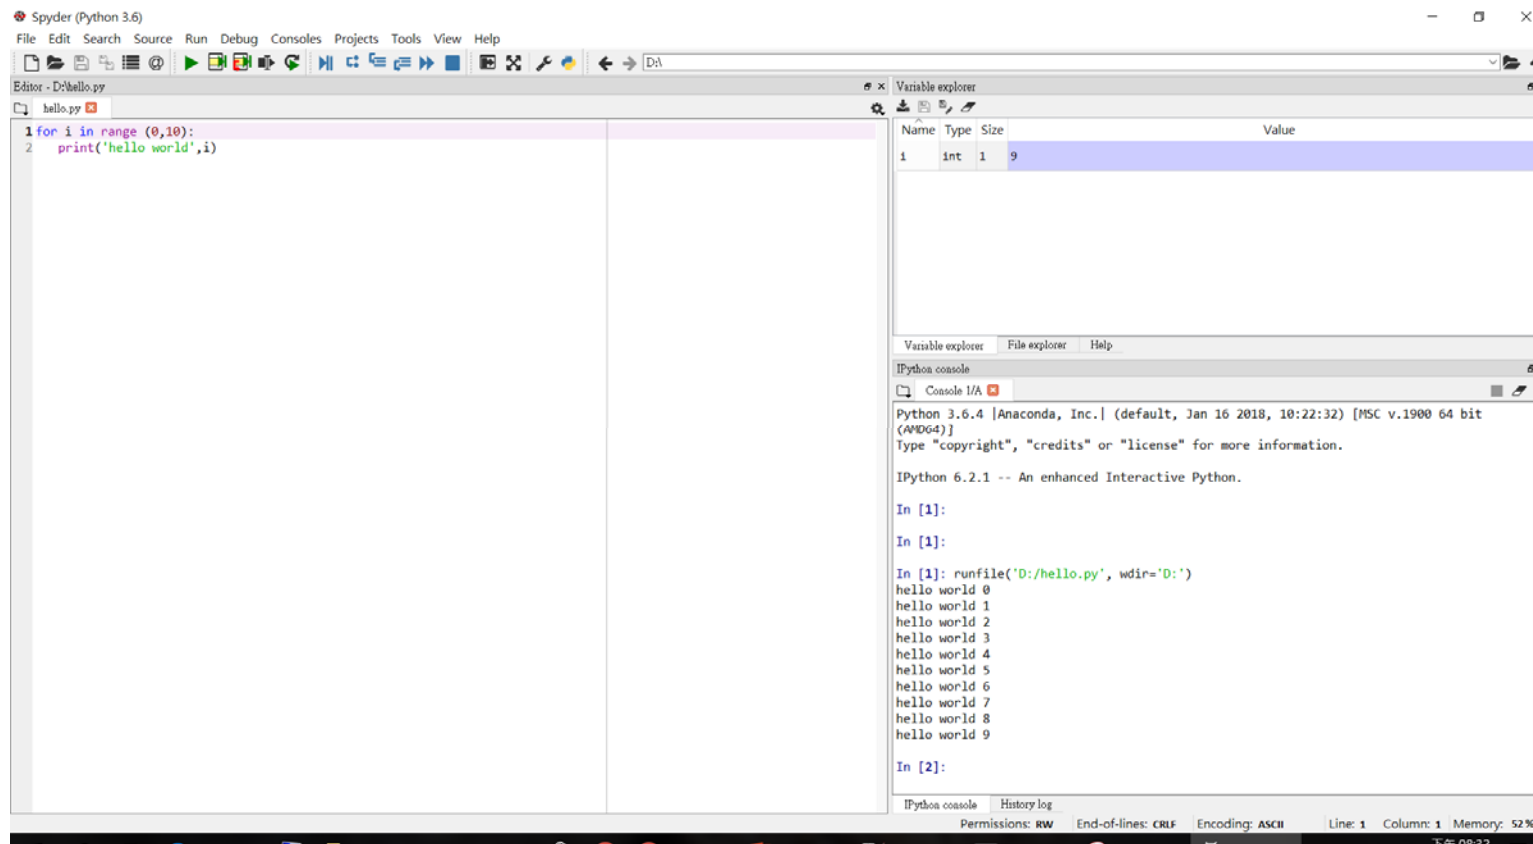 Spyder (Python 3.6)
File Edit Search Source Run Debug Consoles Projects Tools View Help
D:\
Editor - D:\hello.py
hello.py
1 for i in range (0,10):
2    print('hello world',i)
Variable explorer
Name Type Size Value
i int 1 9
Variable explorer File explorer Help
IPython console
Console 1/A
Python 3.6.4 |Anaconda, Inc.| (default, Jan 16 2018, 10:22:32) [MSC v.1900 64 bit
(AMD64)]
Type "copyright", "credits" or "license" for more information.
IPython 6.2.1 -- An enhanced Interactive Python.
In [1]:
In [1]:
In [1]: runfile('D:/hello.py', wdir='D:')
hello world 0
hello world 1
hello world 2
hello world 3
hello world 4
hello world 5
hello world 6
hello world 7
hello world 8
hello world 9
In [2]:
IPython console History log
Permissions: RW End-of-lines: CRLF Encoding: ASCII Line: 1 Column: 1 Memory: 52%